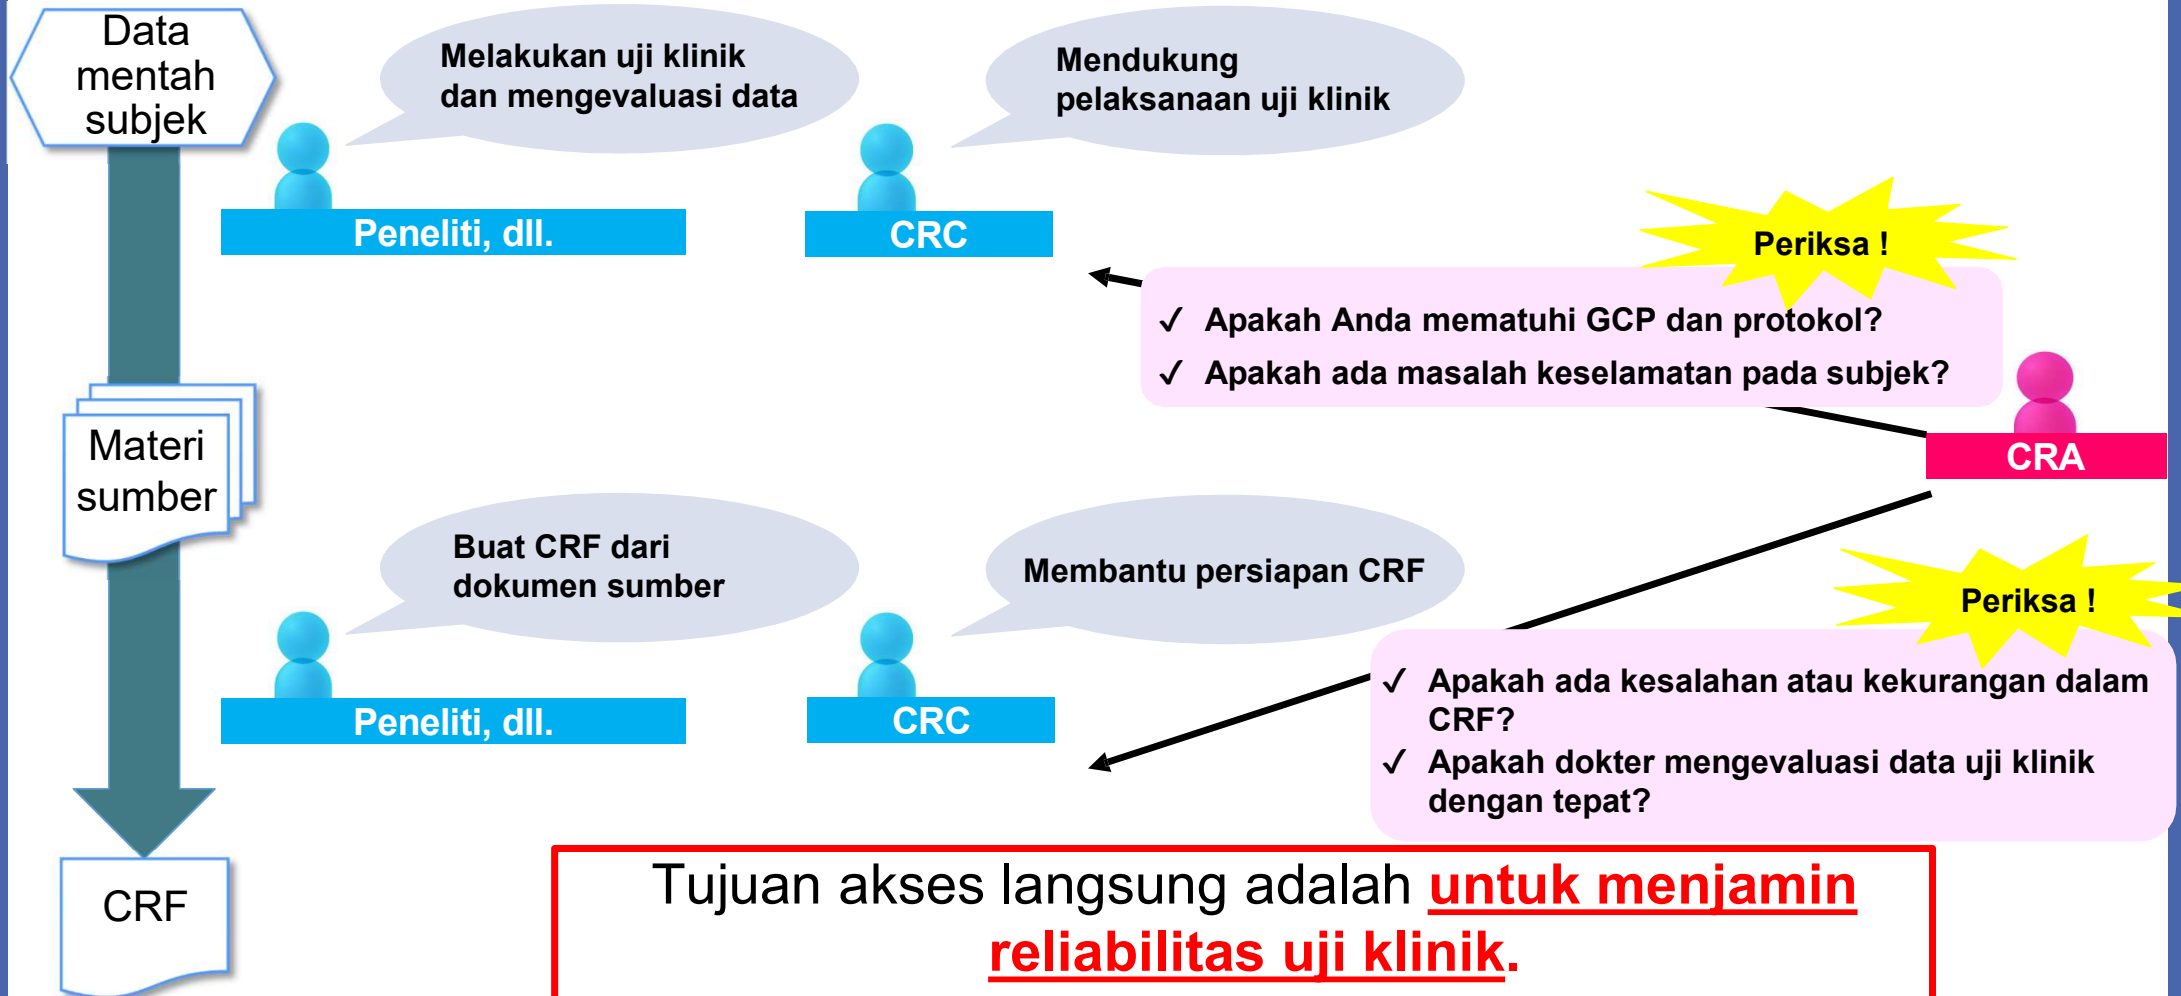 Data
mentah
subjek
Melakukan uji klinik
dan mengevaluasi data
Mendukung
pelaksanaan uji klinik
Peneliti, dll.
CRC
Periksa !
✓ Apakah Anda mematuhi GCP dan protokol?
✓ Apakah ada masalah keselamatan pada subjek?
CRA
Materi
sumber
Buat CRF dari
dokumen sumber
Membantu persiapan CRF
Peneliti, dll.
CRC
Periksa !
✓ Apakah ada kesalahan atau kekurangan dalam
CRF?
✓ Apakah dokter mengevaluasi data uji klinik
dengan tepat?
CRF
Tujuan akses langsung adalah untuk menjamin
reliabilitas uji klinik.